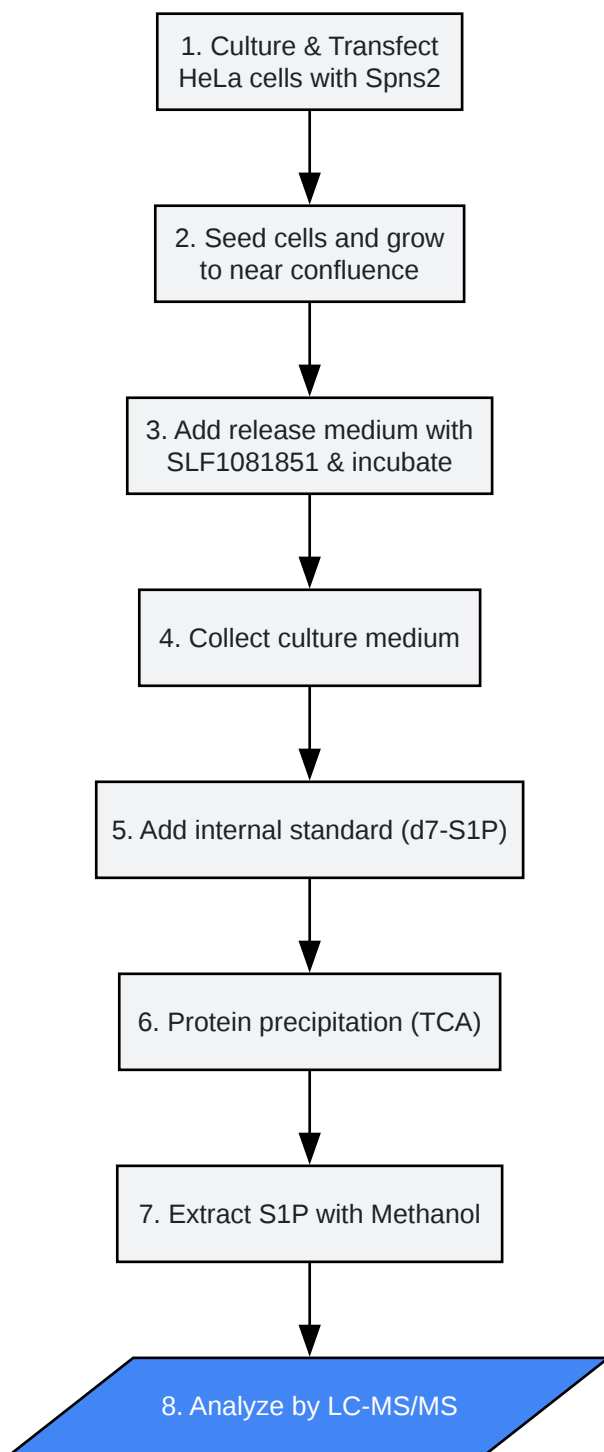 1. Culture & Transfect
HeLa cells with Spns2
2. Seed cells and grow
to near confluence
3. Add release medium with
SLF1081851 & incubate
4. Collect culture medium
5. Add internal standard (d7-S1P)
6. Protein precipitation (TCA)
7. Extract S1P with Methanol
8. Analyze by LC-MS/MS